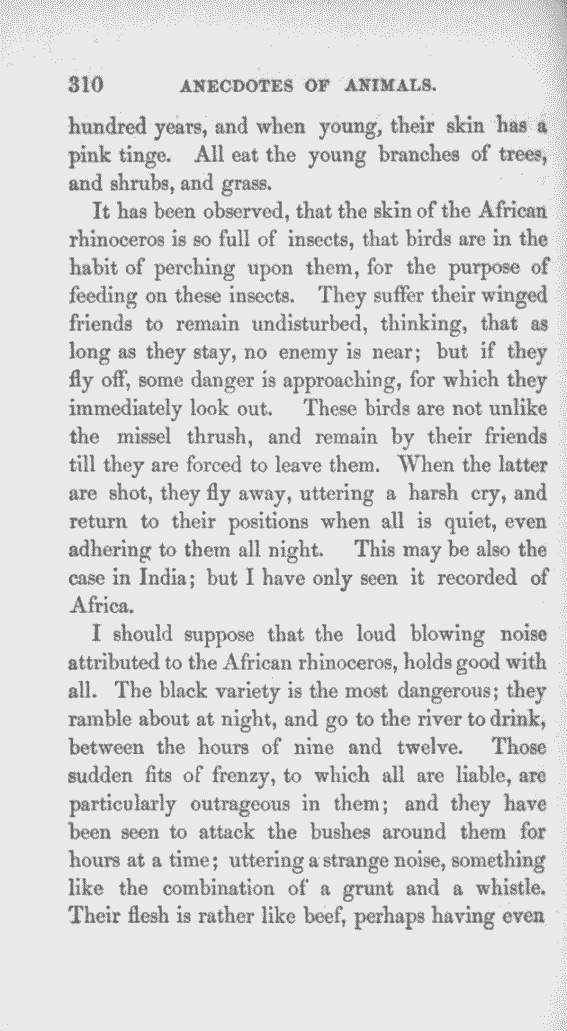 310 ANECDOTES OF ANIMALS.
hundred years, and when young, their skin has a
pink tinge. All eat the young branches of trees,
and shrubs, and grass.
It has been observed, that the skin of the African
rhinoceros is so full of insects, that birds are in the
habit of perching upon them, for the purpose of
feeding on these insects. They suffer their winged
friends to remain undisturbed, thinking, that as
long as they stay, no enemy is near; but if they
fly off, some danger is approaching, for which they
immediately look out. These birds are not unlike
the missel thrush, and remain by their friends
till they are forced to leave them. When the latter
are shot, they fly away, uttering a harsh cry, and
return to their positions when all is quiet, even
adhering to them all night. This may be also the
case in India; but I have only seen it recorded of
Africa.
I should suppose that the loud blowing noise
attributed to the African rhinoceros, holds good with
all. The black variety is the most dangerous; they
ramble about at night, and go to the river to drink,
between the hours of nine and twelve. Those
sudden fits of frenzy, to which all are liable, are
particularly outrageous in them; and they have
been seen to attack the bushes around them for
hours at a time; uttering a strange noise, something
like the combination of a grunt and a whistle.
Their flesh is rather like beef, perhaps having even